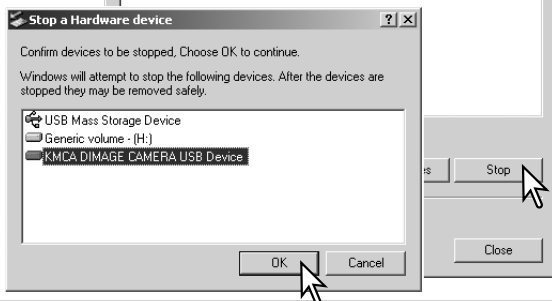 Stop a Hardware device
Confirm devices to be stopped, Choose OK to continue.
Windows will attempt to stop the following devices. After the devices are
stopped they may be removed safely.
USB Mass Storage Device
Generic volume - (H:)
KMCA DIMAGE CAMERA USB Device
OK
Cancel
Stop
Close